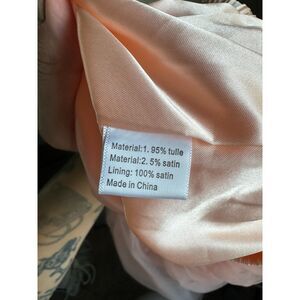 Material:1. 95% tulle
Material:2. 5% satin
Lining: 100% satin
Made in China